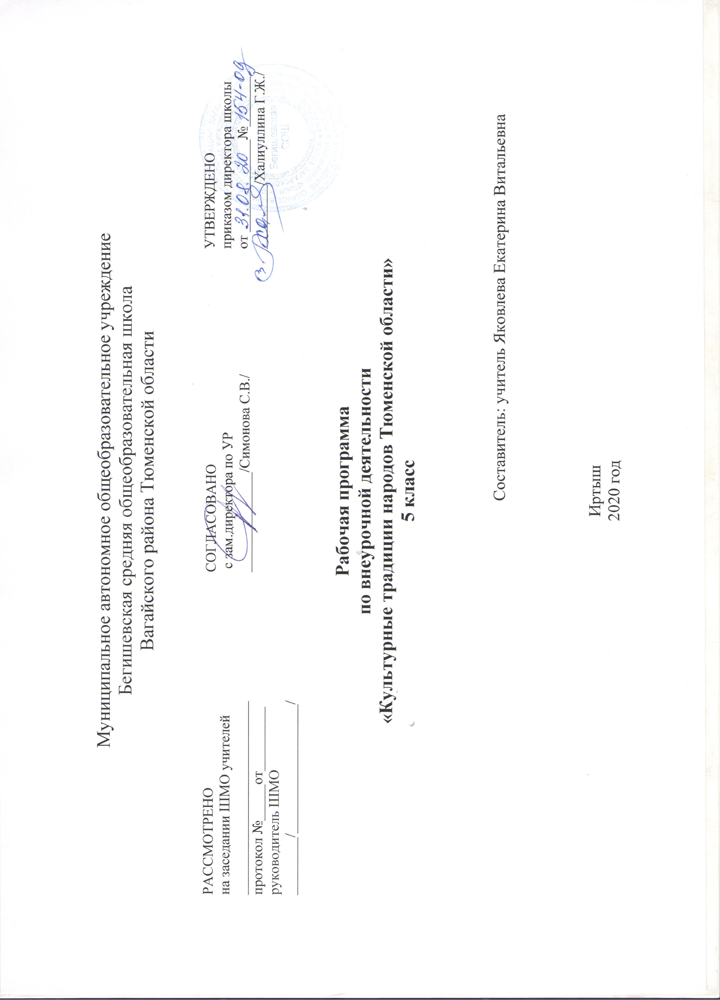 Муниципальное автономное общеобразовательное учреждение
Бегишевская средняя общеобразовательная школа
Вагайского района Тюменской области
РАССМОТРЕНО
на заседании ШМО учителей
протокол №_____от__________
руководитель ШМО
/ /
СОГЛАСОВАНО
с зам.директора по УР
/Симонова С.В./
УТВЕРЖДЕНО
приказом директора школы
от 31.08.20 № 154-од
/Халиуллина Г.Ж./
Бегишевская
СОШ
Рабочая программа
по внеурочной деятельности
«Культурные традиции народов Тюменской области»
5 класс
Составитель: учитель Яковлева Екатерина Витальевна
Иртыш
2020 год